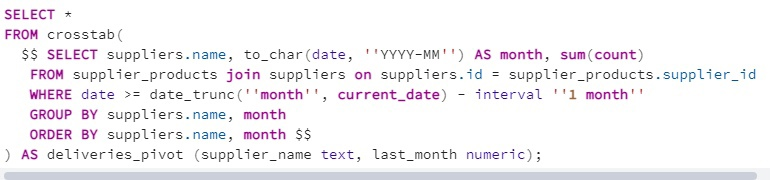 SELECT *
FROM crosstab(
  $$ SELECT suppliers.name, to_char(date, ''YYYY-MM'') AS month, sum(count)
   FROM supplier_products join suppliers on suppliers.id = supplier_products.supplier_id
   WHERE date >= date_trunc(''month'', current_date) - interval ''1 month''
   GROUP BY suppliers.name, month
   ORDER BY suppliers.name, month $$
) AS deliveries_pivot (supplier_name text, last_month numeric);